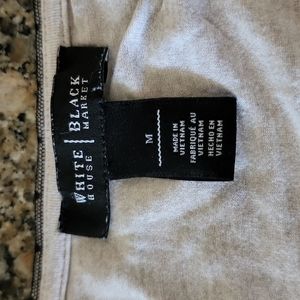 WHITE | BLACK
HOUSE | MARKET
M
MADE IN
VIETNAM
FABRIQUÉ AU
VIETNAM
HECHO EN
VIETNAM